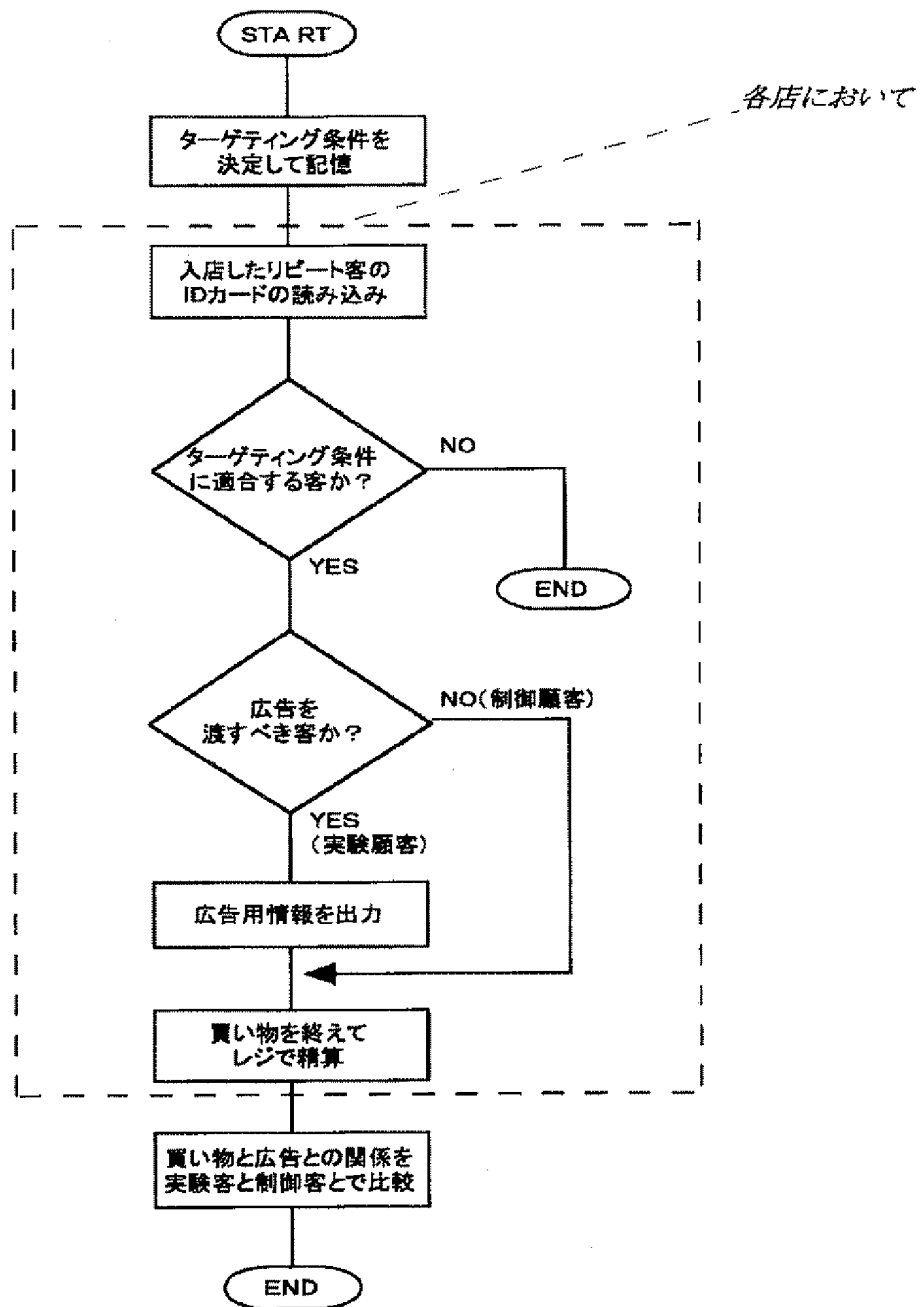 START
各店において
ターゲティング条件を
決定して記憶
入店したリピート客の
IDカードの読み込み
ターゲティング条件
に適合する客か？
NO
YES
END
広告を
渡すべき客か？
NO(制御顧客)
YES
(実験顧客)
広告用情報を出力
買い物を終えて
レジで精算
買い物と広告との関係を
実験客と制御客とで比較
END